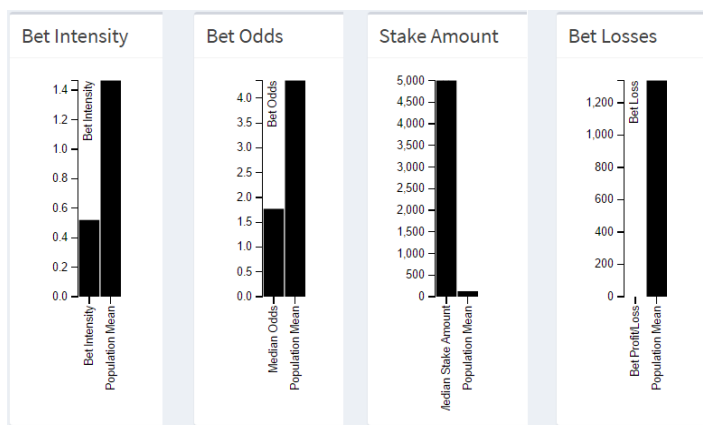 Bet Intensity
Bet Odds
Stake Amount
Bet Losses
1.4
1.2
1.0
0.8
0.6
0.4
0.2
0.0
Bet Intensity
Bet Intensity
Population Mean
4.0
3.5
3.0
2.5
2.0
1.5
1.0
0.5
0.0
Bet Odds
Median Odds
Population Mean
5,000
4,500
4,000
3,500
3,000
2,500
2,000
1,500
1,000
500
0
edian Stake Amount
Population Mean
1,200
1,000
800
600
400
200
0
Bet Loss
Bet Profit/Loss
Population Mean